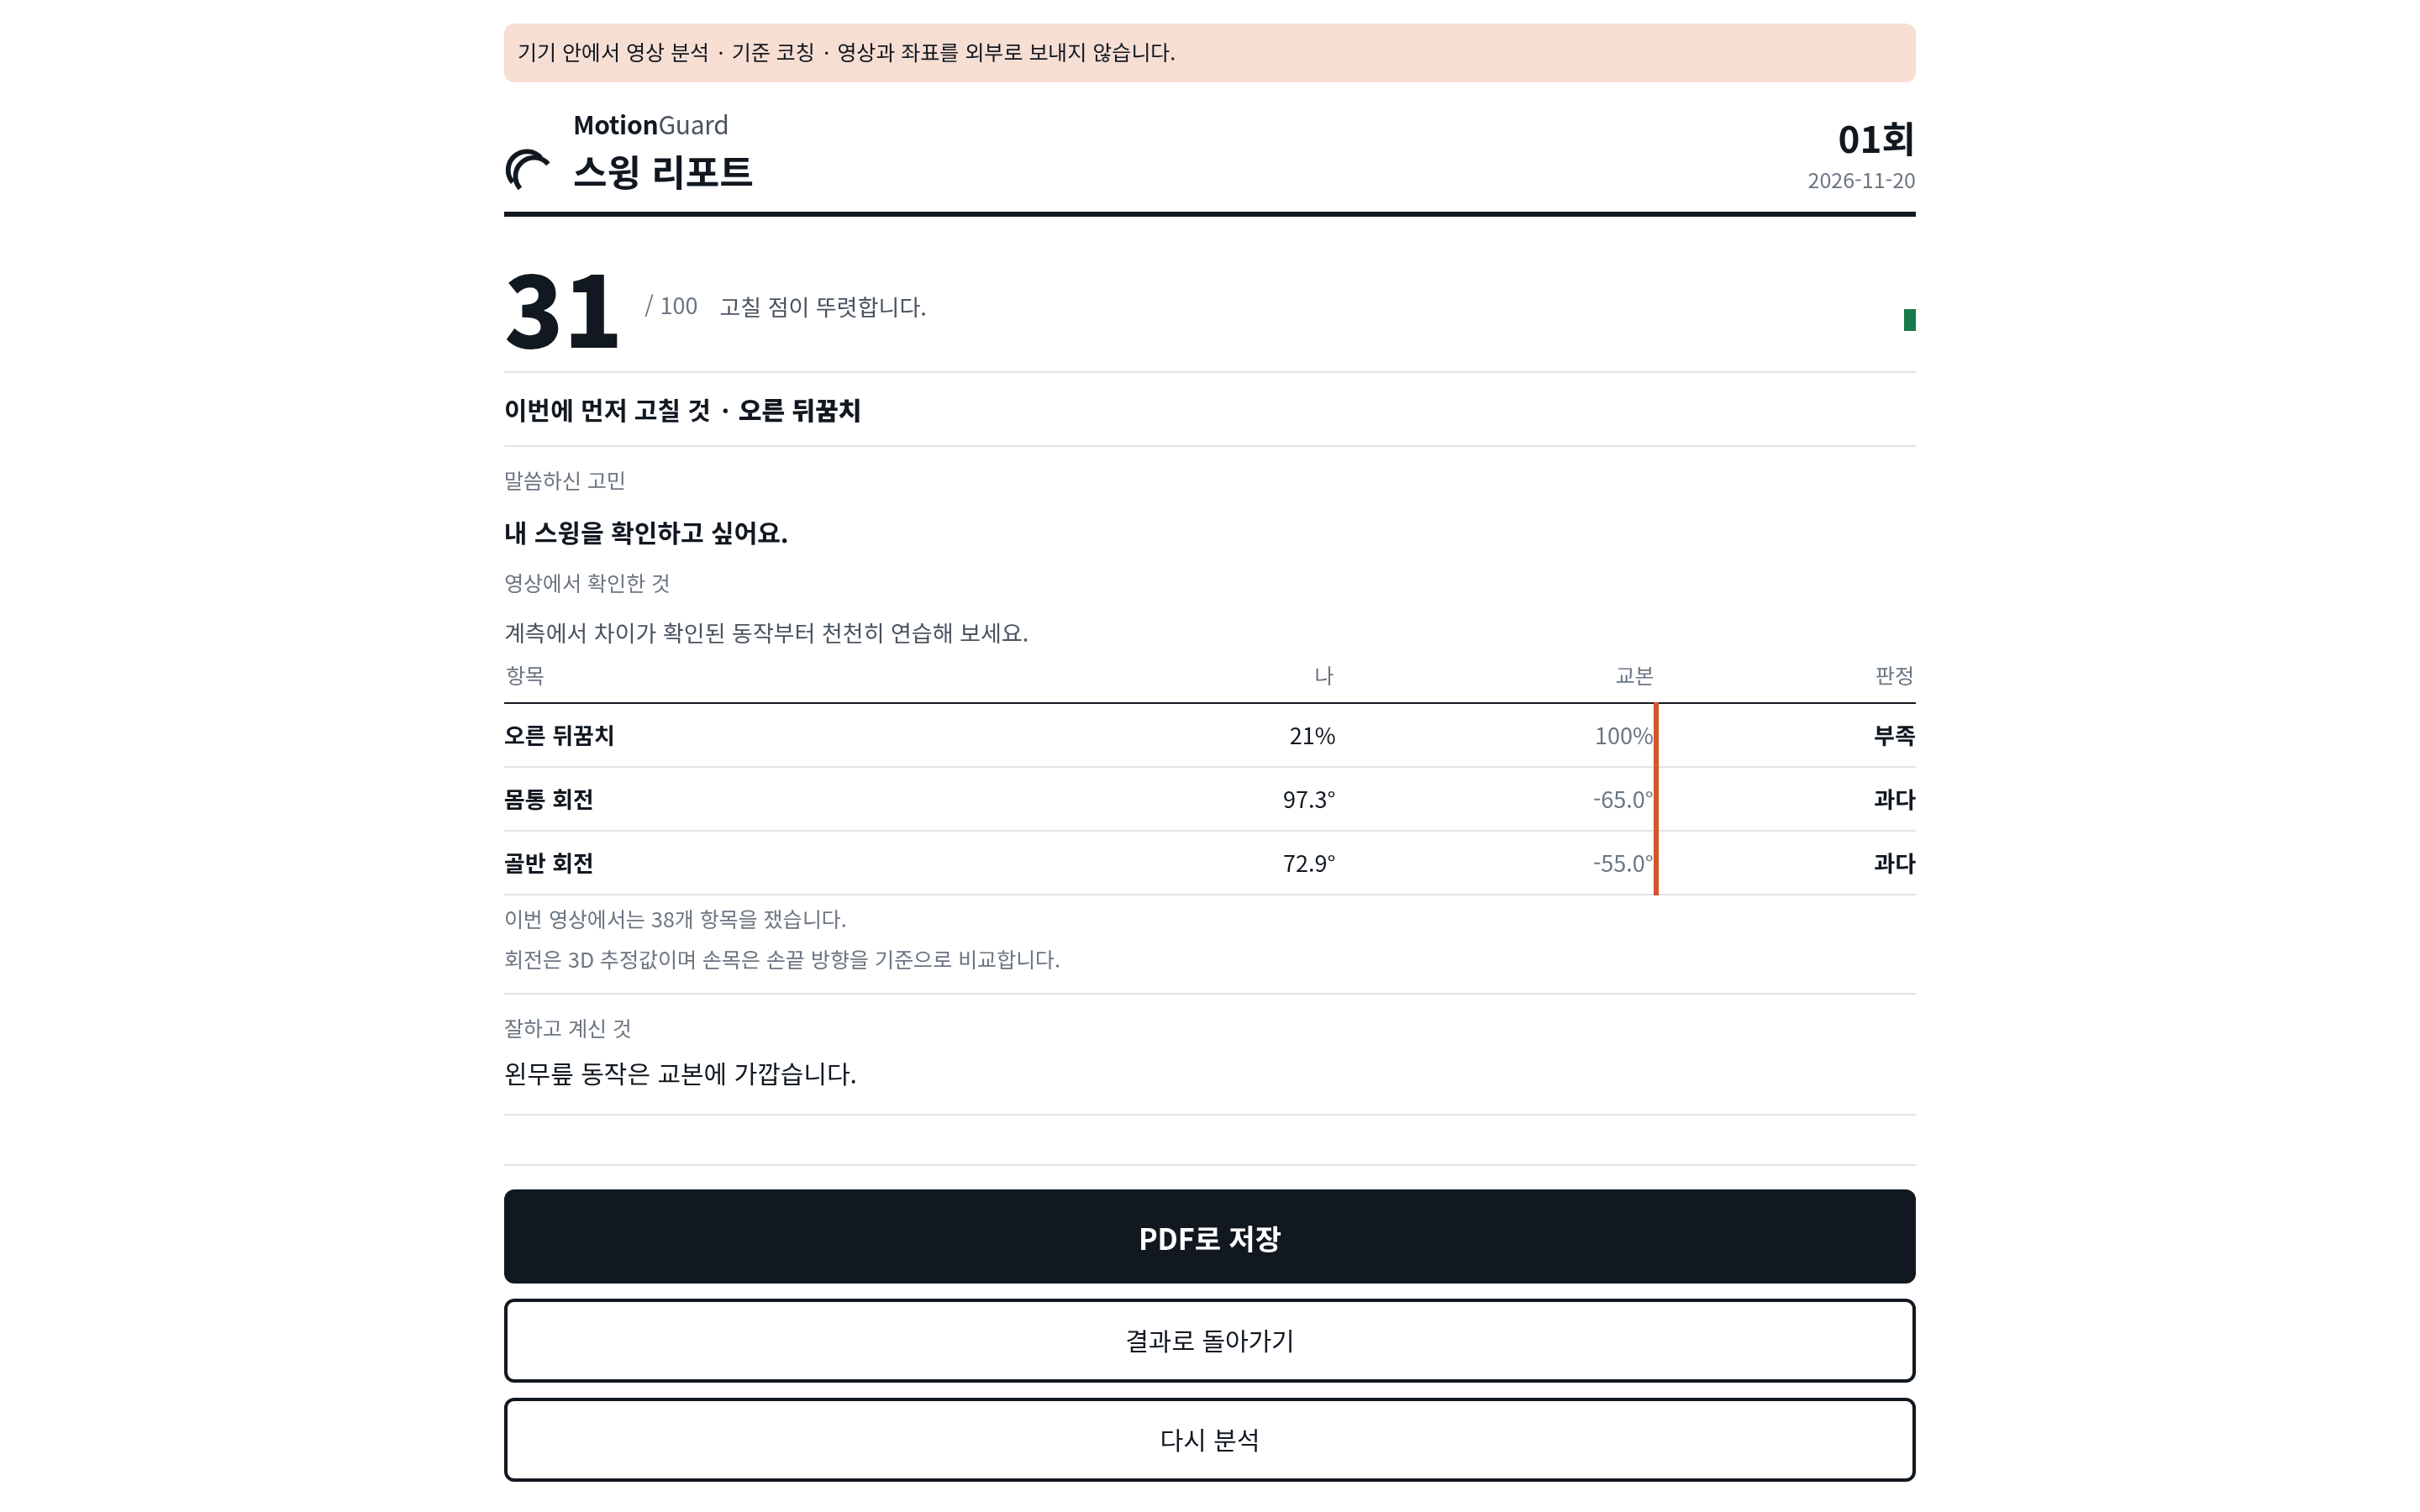 기기 안에서 영상 분석 · 기준 코칭 · 영상과 좌표를 외부로 보내지 않습니다.
MotionGuard
스윙 리포트
01회
2026-11-20
31 / 100 고칠 점이 뚜렷합니다.
이번에 먼저 고칠 것 · 오른 뒤꿈치
말씀하신 고민
내 스윙을 확인하고 싶어요.
영상에서 확인한 것
계측에서 차이가 확인된 동작부터 천천히 연습해 보세요.
항목 나 교본 판정
오른 뒤꿈치 21% 100% 부족
몸통 회전 97.3° -65.0° 과다
골반 회전 72.9° -55.0° 과다
이번 영상에서는 38개 항목을 쟀습니다.
회전은 3D 추정값이며 손목은 손끝 방향을 기준으로 비교합니다.
잘하고 계신 것
왼무릎 동작은 교본에 가깝습니다.
PDF로 저장
결과로 돌아가기
다시 분석